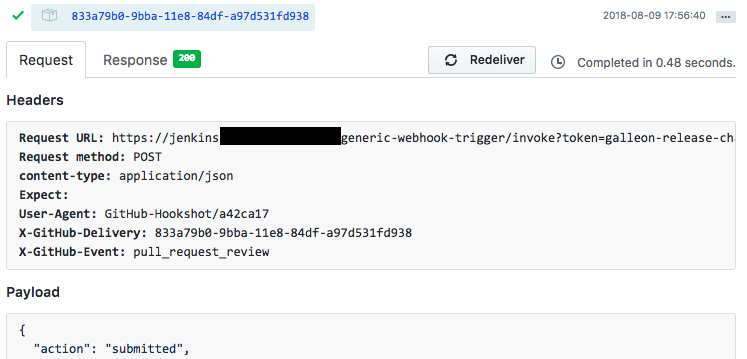 833a79b0-9bba-11e8-84df-a97d531fd938 2018-08-09 17:56:40
Request Response 200 Redeliver Completed in 0.48 seconds.
Headers
Request URL: https://jenkins generic-webhook-trigger/invoke?token=galleon-release-ch
Request method: POST
content-type: application/json
Expect:
User-Agent: GitHub-Hookshot/a42ca17
X-GitHub-Delivery: 833a79b0-9bba-11e8-84df-a97d531fd938
X-GitHub-Event: pull_request_review
Payload
{
"action": "submitted",